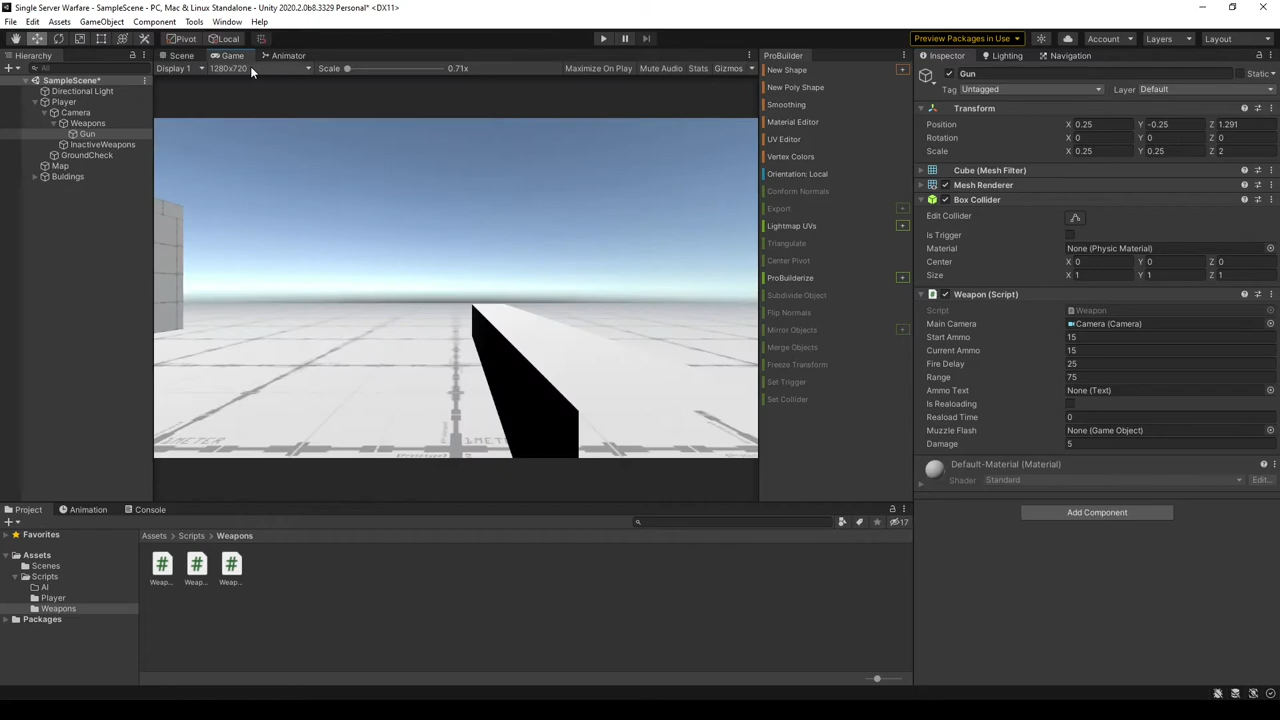 Single Server Warfare - SampleScene - PC, Mac & Linux Standalone - Unity 2020.2.0b8.3329 Personal* <DX11>
File Edit Assets GameObject Component Tools Window Help
Pivot Local Preview Packages in Use Account Layers Layout
Hierarchy Scene Game Animator ProBuilder Inspector Lighting Navigation
All Display 1 1280x720 Scale 0.71x Maximize On Play Mute Audio Stats Gizmos
SampleScene*
Directional Light
Player
Camera
Weapons
Gun
InactiveWeapons
GroundCheck
Map
Buldings
1METER
1METE
New Shape
New Poly Shape
Smoothing
Material Editor
UV Editor
Vertex Colors
Orientation: Local
Conform Normals
Export
Lightmap UVs
Triangulate
Center Pivot
ProBuilderize
Subdivide Object
Flip Normals
Mirror Objects
Merge Objects
Freeze Transform
Set Trigger
Set Collider
Gun Static
Tag Untagged Layer Default
Transform
Position X 0.25 Y -0.25 Z 1.291
Rotation X 0 Y 0 Z 0
Scale X 0.25 Y 0.25 Z 2
Cube (Mesh Filter)
Mesh Renderer
Box Collider
Edit Collider
Is Trigger
Material None (Physic Material)
Center X 0 Y 0 Z 0
Size X 1 Y 1 Z 1
Weapon (Script)
Script Weapon
Main Camera Camera (Camera)
Start Ammo 15
Current Ammo 15
Fire Delay 25
Range 75
Ammo Text None (Text)
Is Realoading
Reaload Time 0
Muzzle Flash None (Game Object)
Damage 5
Default-Material (Material)
Shader Standard Edit...
Add Component
Project Animation Console
17
Favorites
Assets
Scenes
Scripts
AI
Player
Weapons
Packages
Assets > Scripts > Weapons
Weap... Weap... Weap...